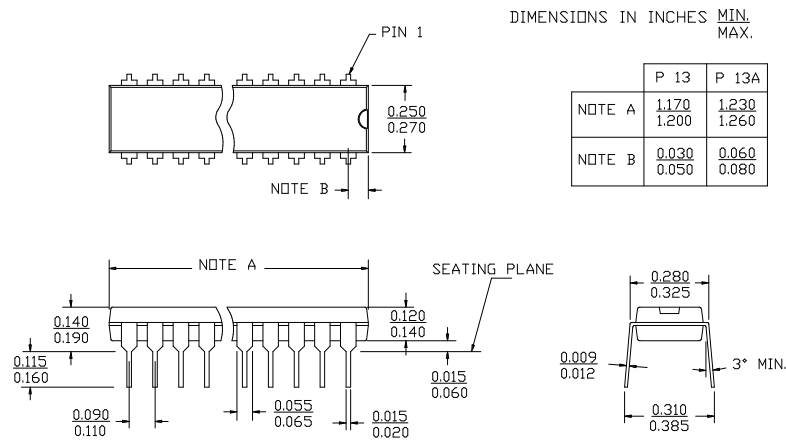 DIMENSIONS IN INCHES MIN.
MAX.
PIN 1
P 13 P 13A
NOTE A 1.170 1.230
1.200 1.260
NOTE B 0.030 0.060
0.050 0.080
0.250
0.270
NOTE B
NOTE A
SEATING PLANE
0.280
0.325
0.140
0.190
0.120
0.140
0.115
0.160
0.015
0.060
0.009
0.012
3° MIN.
0.090
0.110
0.055
0.065
0.015
0.020
0.310
0.385